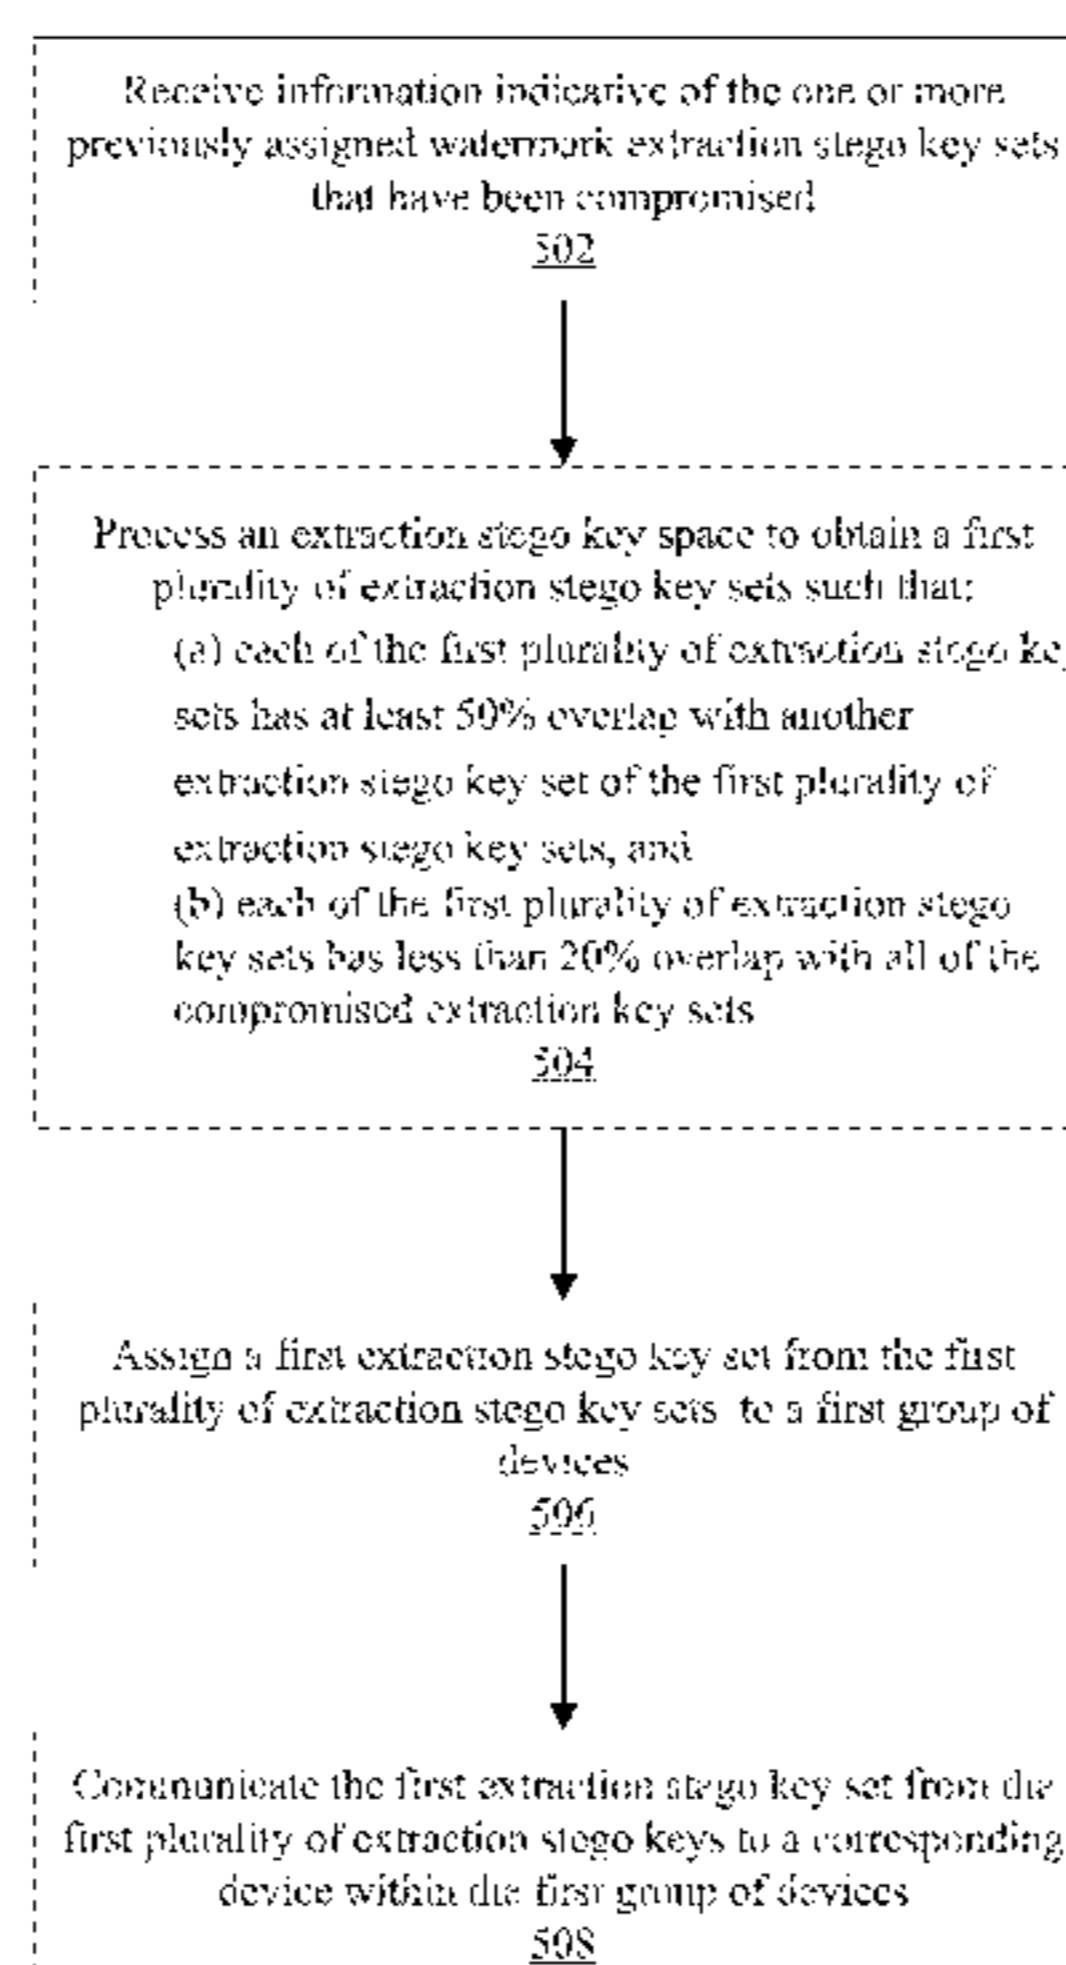 Receive information indicative of the one or more
previously assigned watermark extraction stego key sets
that have been compromised
502
Process an extraction stego key space to obtain a first
plurality of extraction stego key sets such that:
(a) each of the first plurality of extraction stego ke
sets has at least 50% overlap with another
extraction stego key set of the first plurality of
extraction stego key sets, and
(b) each of the first plurality of extraction stego
key sets has less than 20% overlap with all of the
compromised extraction key sets
504
Assign a first extraction stego key set from the first
plurality of extraction stego key sets to a first group of
devices
506
Communicate the first extraction stego key set from the
first plurality of extraction stego keys to a corresponding
device within the first group of devices
508